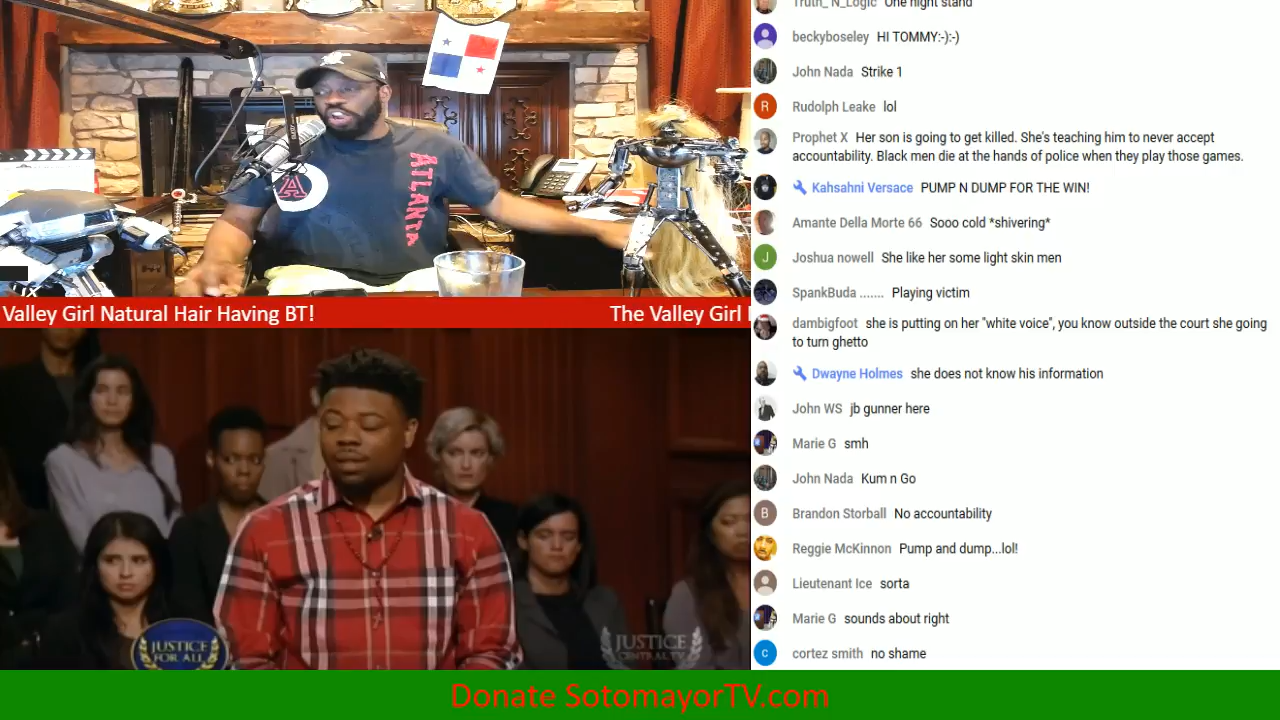 Truth_ N_Logic One night stand
beckyboseley HI TOMMY:-):-)
John Nada Strike 1
Rudolph Leake lol
Prophet X Her son is going to get killed. She's teaching him to never accept
accountability. Black men die at the hands of police when they play those games.
Kahsahni Versace PUMP N DUMP FOR THE WIN!
Amante Della Morte 66 Sooo cold *shivering*
Joshua nowell She like her some light skin men
SpankBuda ....... Playing victim
dambigfoot she is putting on her "white voice", you know outside the court she going
to turn ghetto
Dwayne Holmes she does not know his information
John WS jb gunner here
Marie G smh
John Nada Kum n Go
Brandon Storball No accountability
Reggie McKinnon Pump and dump...lol!
Lieutenant Ice sorta
Marie G sounds about right
cortez smith no shame
R
J
B
c
ATLANTA
Valley Girl Natural Hair Having BT!
The Valley Girl
JUSTICE
FOR ALL
JUSTICE
CENTRAL.TV
Donate SotomayorTV.com